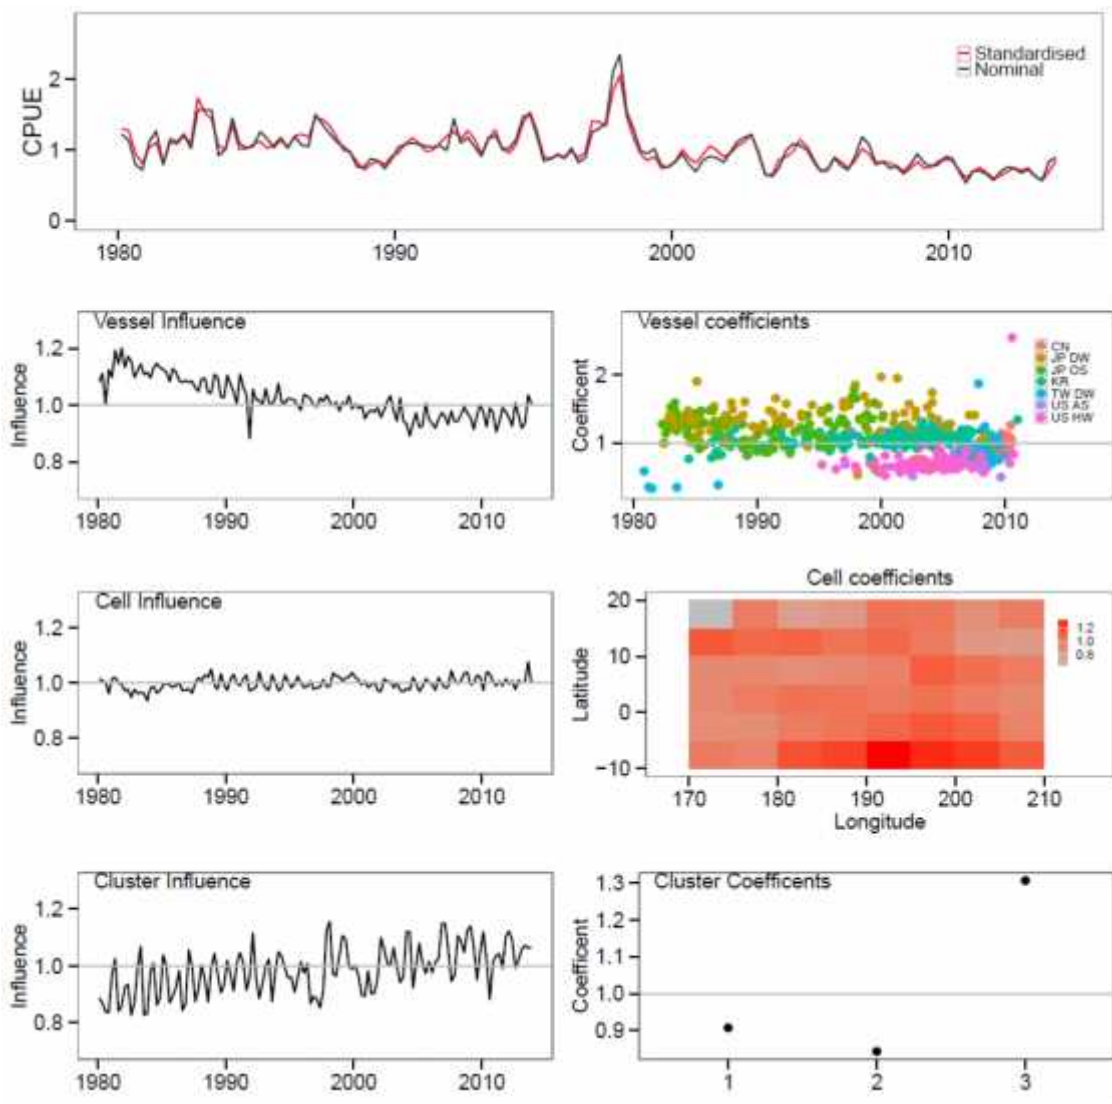 CPUE
2
1
0
Standardised
Nominal
1980 1990 2000 2010
Vessel Influence
Influence
1.2
1.0
0.8
1980 1990 2000 2010
Vessel coefficients
Coefficent
2
1
CN
JP DW
JP OS
KR
TW DW
US AS
US HW
1980 1990 2000 2010
Cell Influence
Influence
1.2
1.0
0.8
1980 1990 2000 2010
Cell coefficients
Latitude
20
10
0
−10
1.2
1.0
0.8
170 180 190 200 210
Longitude
Cluster Influence
Influence
1.2
1.0
0.8
1980 1990 2000 2010
Cluster Coefficents
Coefficent
1.3
1.2
1.1
1.0
0.9
1 2 3